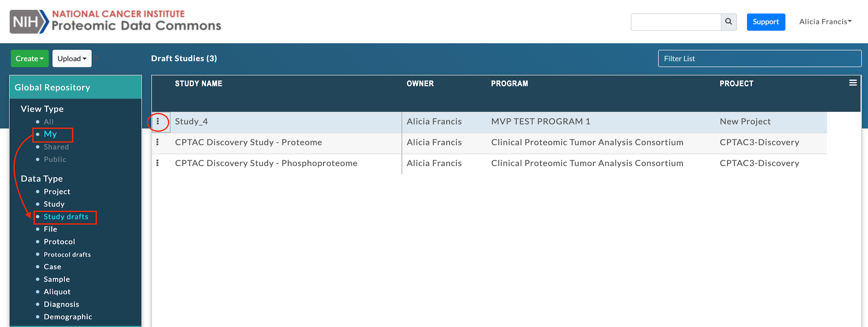 NIH NATIONAL CANCER INSTITUTE
Proteomic Data Commons
Support
Alicia Francis
Create
Upload
Draft Studies (3)
Filter List
Global Repository
View Type
All
My
Shared
Public
Data Type
Project
Study
Study drafts
File
Protocol
Protocol drafts
Case
Sample
Aliquot
Diagnosis
Demographic
STUDY NAME OWNER PROGRAM PROJECT
Study_4 Alicia Francis MVP TEST PROGRAM 1 New Project
CPTAC Discovery Study - Proteome Alicia Francis Clinical Proteomic Tumor Analysis Consortium CPTAC3-Discovery
CPTAC Discovery Study - Phosphoproteome Alicia Francis Clinical Proteomic Tumor Analysis Consortium CPTAC3-Discovery